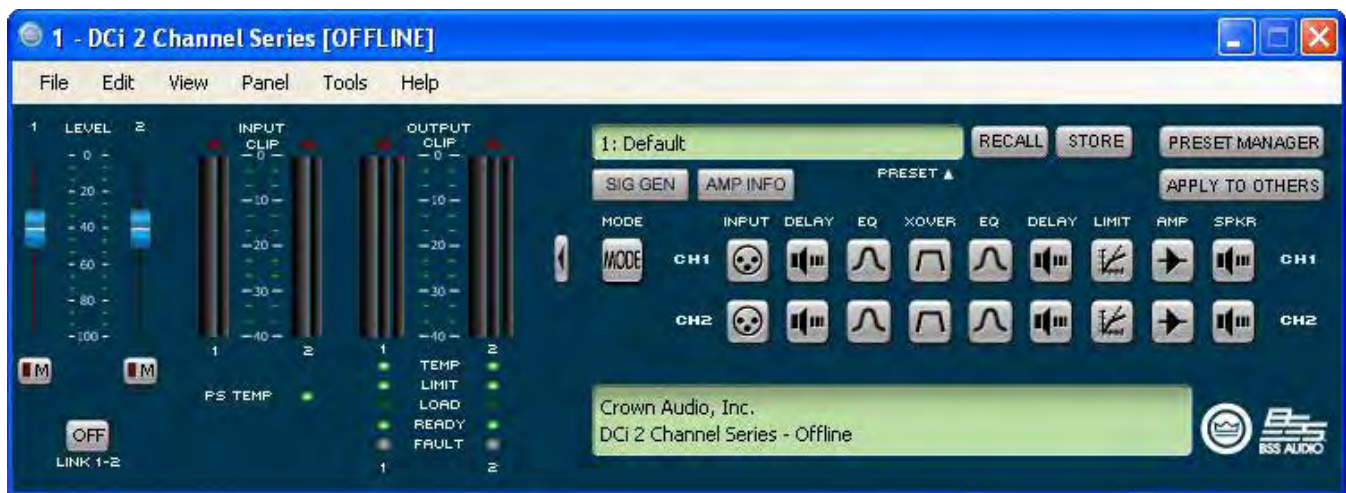 1 - DCi 2 Channel Series [OFFLINE]
File Edit View Panel Tools Help
1 LEVEL 2
- 0 -
- 20 -
- 40 -
- 60 -
- 80 -
-100 -
M M
OFF
LINK 1-2
INPUT
CLIP
-0-
-10-
-20-
-30-
-40-
1 2
PS TEMP
OUTPUT
CLIP
-0-
-10-
-20-
-30-
-40-
1 2
TEMP
LIMIT
LOAD
READY
FAULT
1 2
1: Default RECALL STORE PRESET MANAGER
PRESET ▲
SIG GEN AMP INFO APPLY TO OTHERS
MODE INPUT DELAY EQ XOVER EQ DELAY LIMIT AMP SPKR
MODE CH1 CH1
CH2 CH2
Crown Audio, Inc.
DCi 2 Channel Series - Offline
BSS
BSS AUDIO